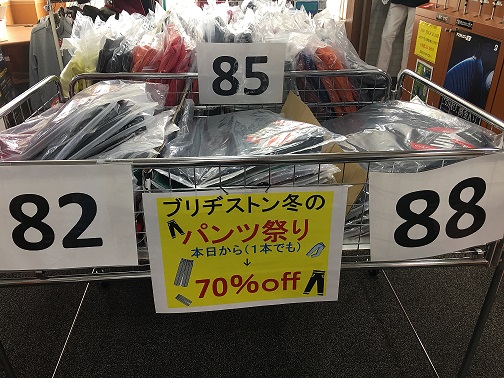 85
82
88
ブリヂストン冬の
パンツ祭り
本日から(1本でも)
↓
70%off